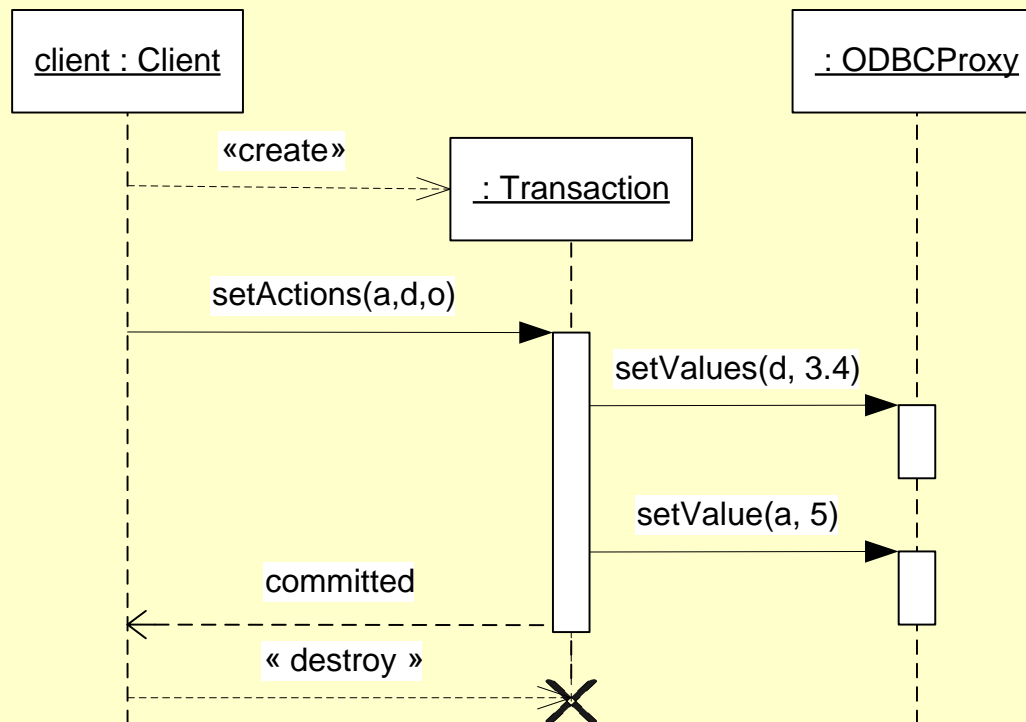 client : Client
: ODBCProxy
«create»
: Transaction
setActions(a,d,o)
setValues(d, 3.4)
setValue(a, 5)
committed
« destroy »